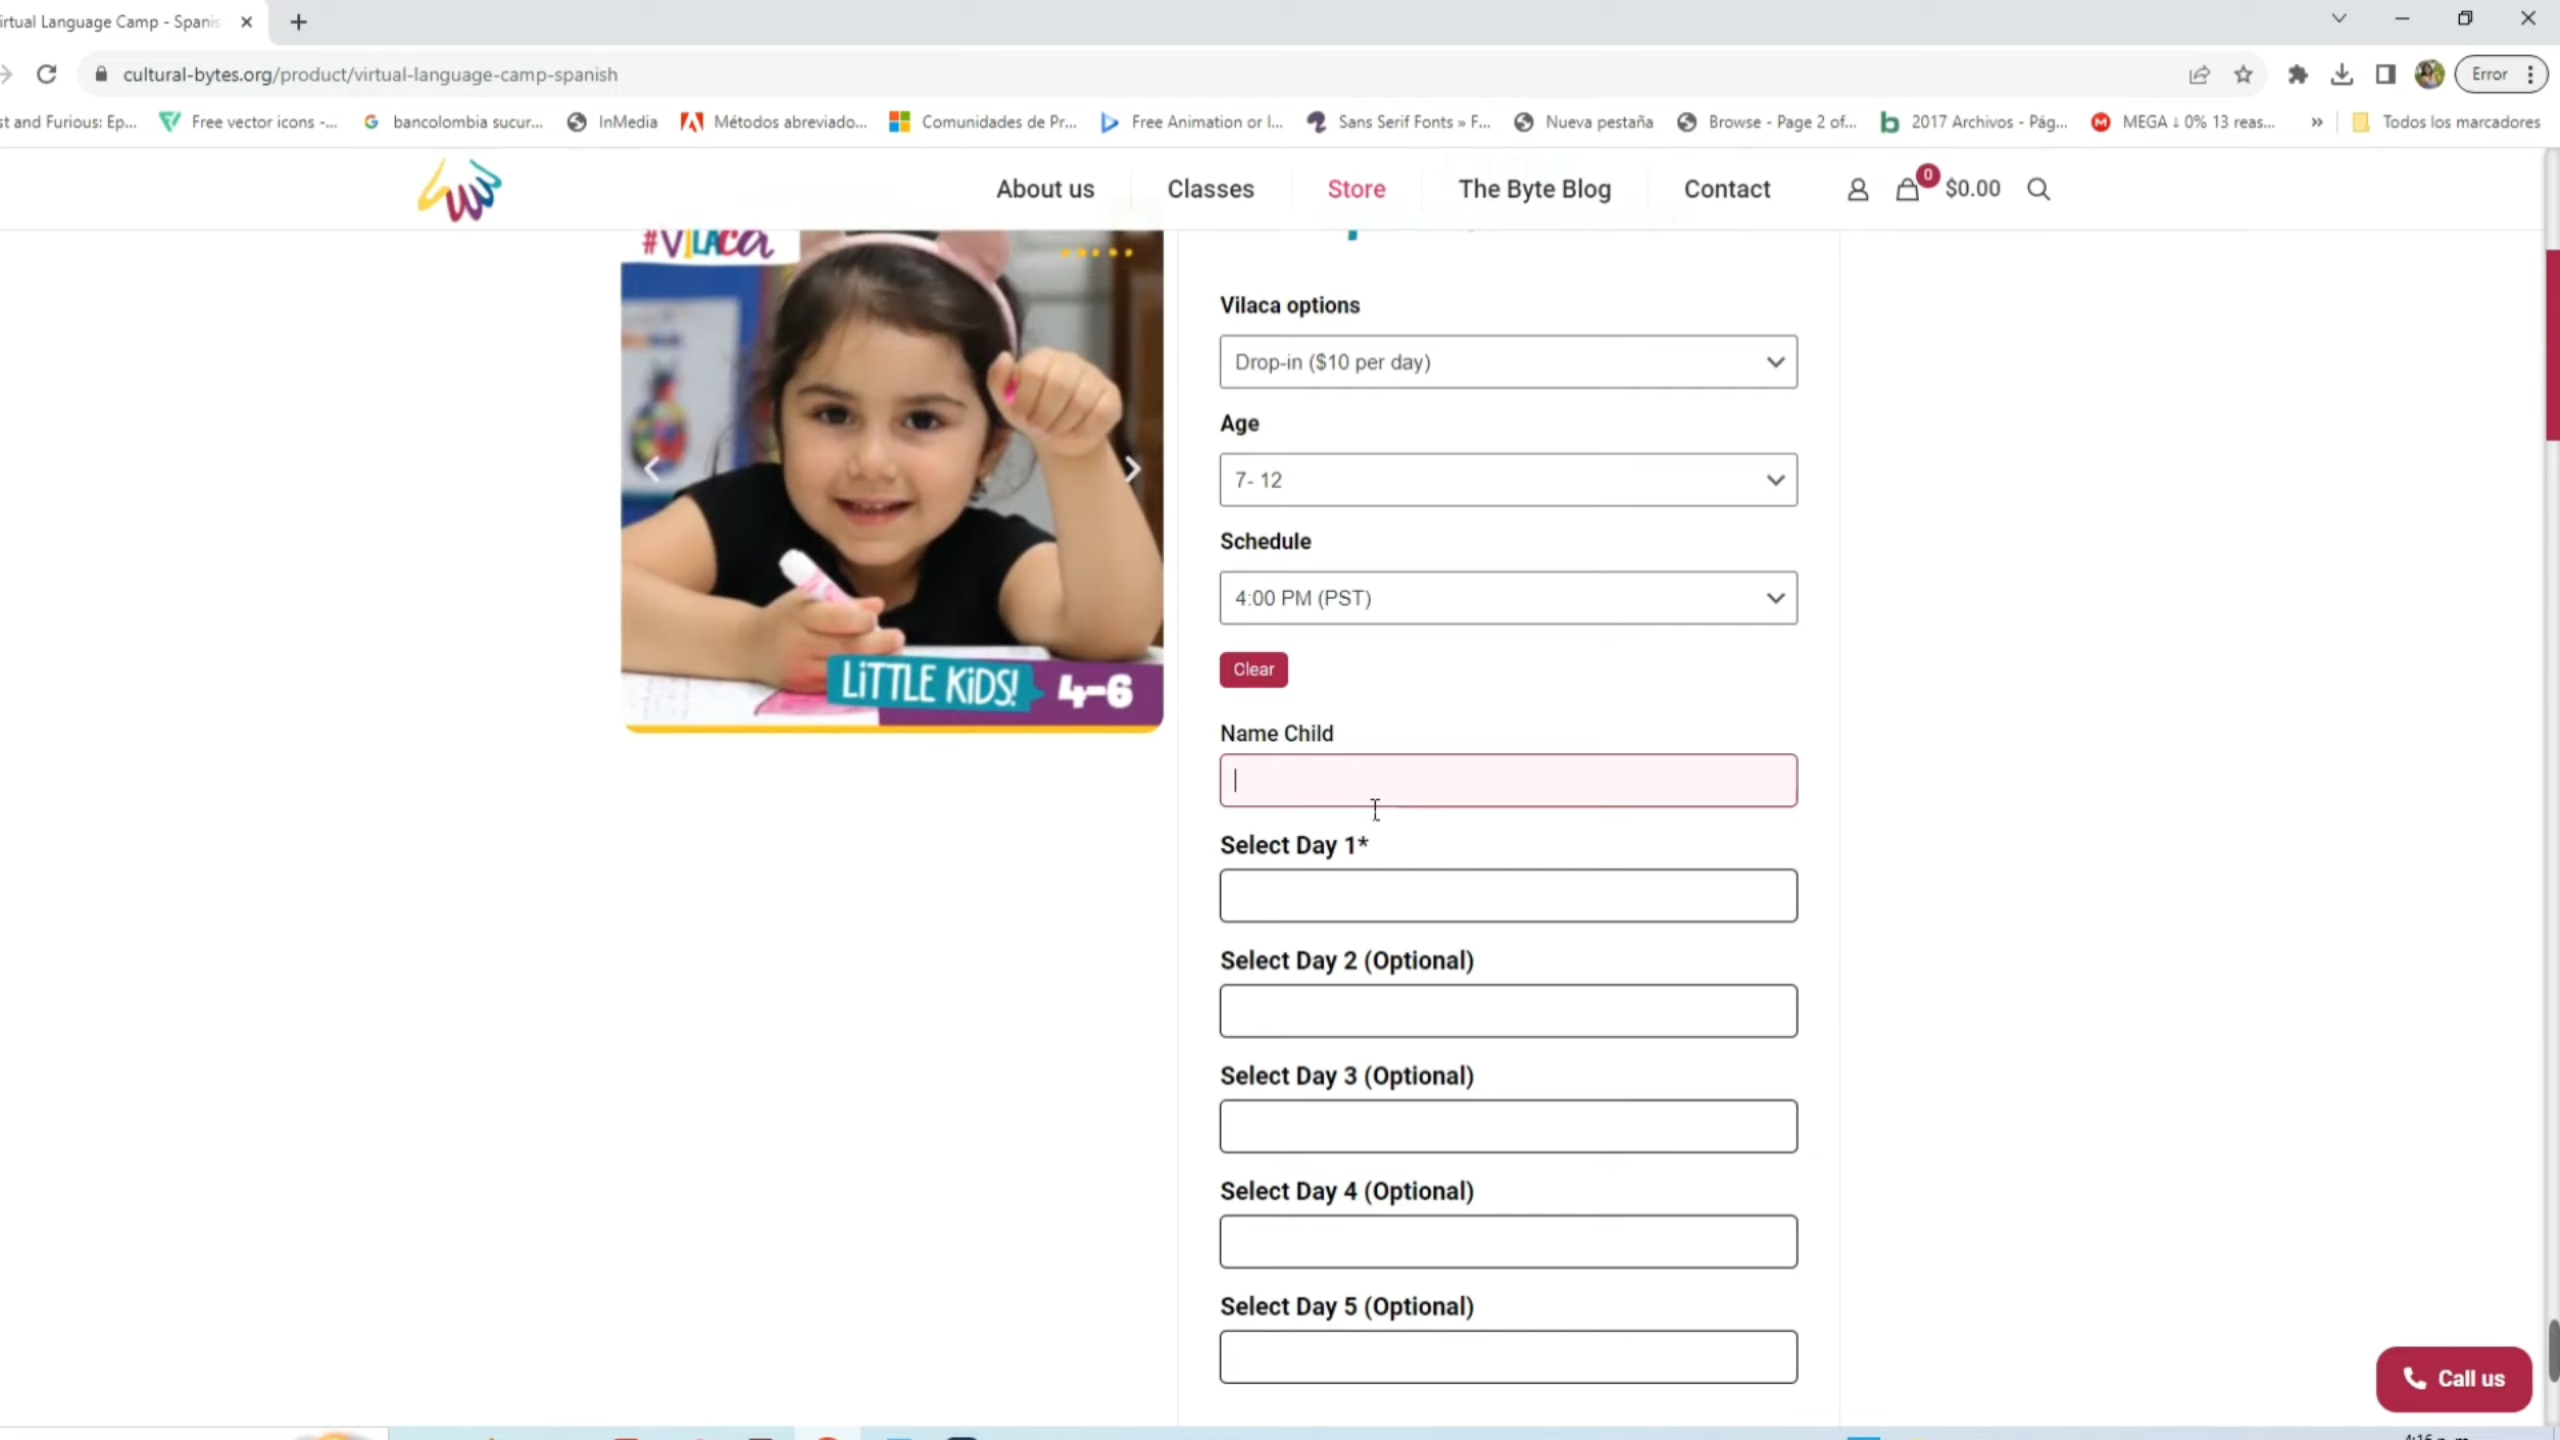 irtual Language Camp - Spanis
cultural-bytes.org/product/virtual-language-camp-spanish
Error
st and Furious: Ep...
Free vector icons -...
bancolombia sucur...
InMedia
Métodos abreviado...
Comunidades de Pr...
Free Animation or I...
Sans Serif Fonts » F...
Nueva pestaña
Browse - Page 2 of...
2017 Archivos - Pág...
MEGA ↓ 0% 13 reas...
»
Todos los marcadores
About us
Classes
Store
The Byte Blog
Contact
0
$0.00
#VILACA
LITTLE KIDS! 4-6
Vilaca options
Drop-in ($10 per day)
Age
7- 12
Schedule
4:00 PM (PST)
Clear
Name Child
Select Day 1*
Select Day 2 (Optional)
Select Day 3 (Optional)
Select Day 4 (Optional)
Select Day 5 (Optional)
Call us